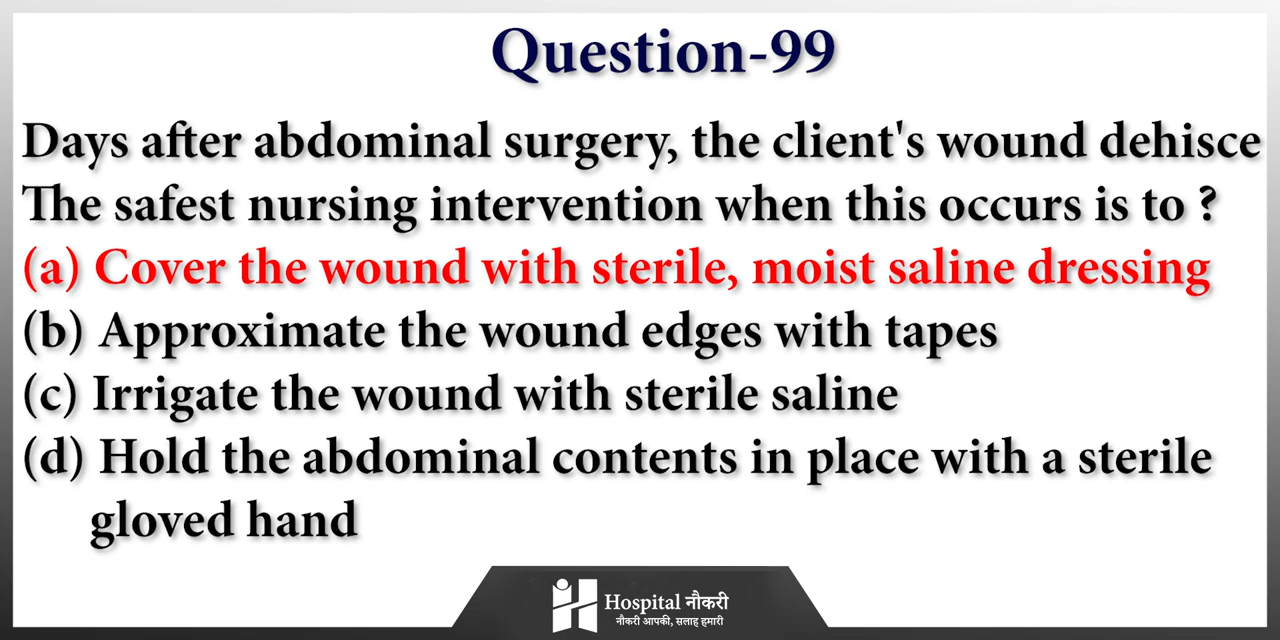 Question-99
Days after abdominal surgery, the client's wound dehisce
The safest nursing intervention when this occurs is to ?
(a) Cover the wound with sterile, moist saline dressing
(b) Approximate the wound edges with tapes
(c) Irrigate the wound with sterile saline
(d) Hold the abdominal contents in place with a sterile
gloved hand
Hospital नौकरी
नौकरी आपकी, सलाह हमारी